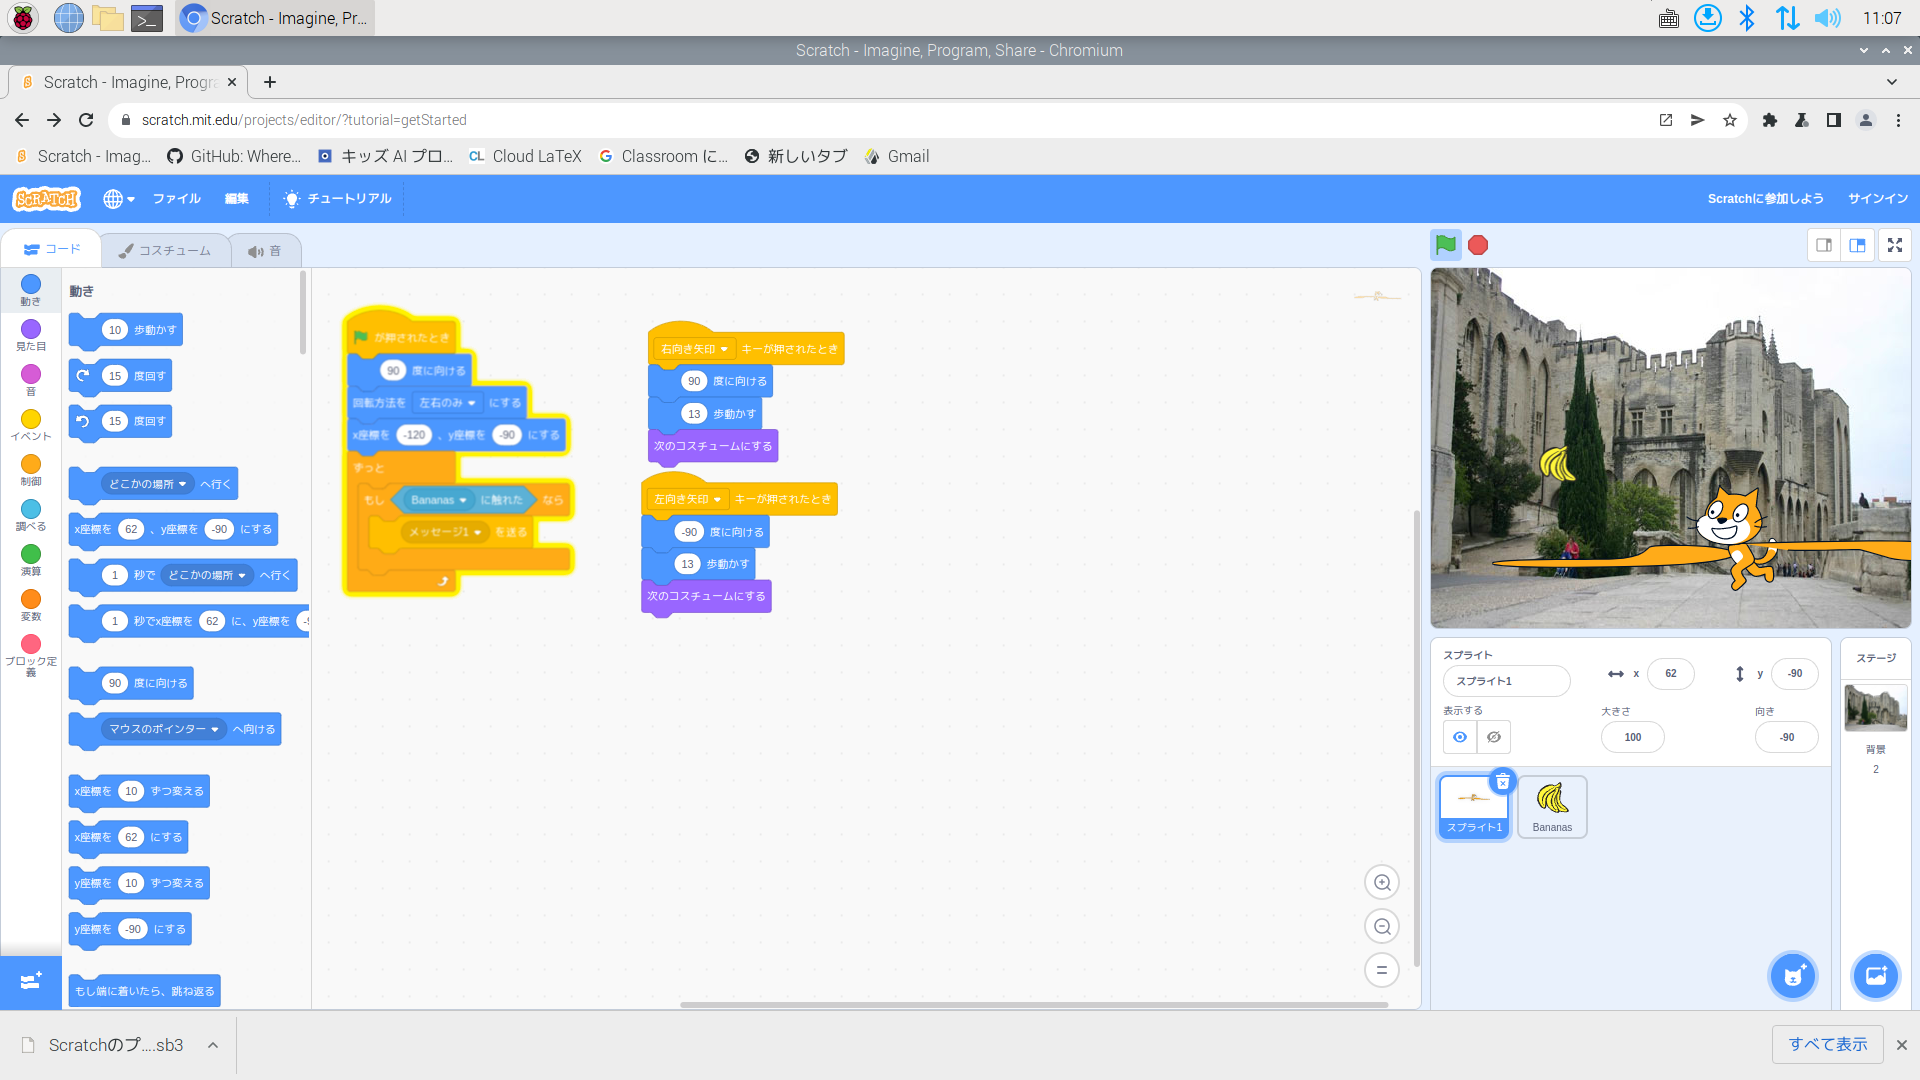 Scratch - Imagine, Pr...
11:07
Scratch - Imagine, Program, Share - Chromium
Scratch - Imagine, Progra
scratch.mit.edu/projects/editor/?tutorial=getStarted
Scratch - Imag...
GitHub: Where...
キッズ AI プロ...
CL
Cloud LaTeX
Classroom に...
新しいタブ
Gmail
SCRATCH
ファイル
編集
チュートリアル
Scratchに参加しよう
サインイン
コード
コスチューム
音
動き
見た目
音
イベント
制御
調べる
演算
変数
ブロック定義
動き
10 歩動かす
15 度回す
15 度回す
どこかの場所 へ行く
x座標を 62 、y座標を -90 にする
1 秒で どこかの場所 へ行く
1 秒でx座標を 62 に、y座標を
90 度に向ける
マウスのポインター へ向ける
x座標を 10 ずつ変える
x座標を 62 にする
y座標を 10 ずつ変える
y座標を -90 にする
もし端に着いたら、跳ね返る
が押されたとき
90 度に向ける
回転方法を 左右のみ にする
x座標を -120 、y座標を -90 にする
ずっと
もし Bananas に触れた なら
メッセージ1 を送る
右向き矢印 キーが押されたとき
90 度に向ける
13 歩動かす
次のコスチュームにする
左向き矢印 キーが押されたとき
-90 度に向ける
13 歩動かす
次のコスチュームにする
スプライト
スプライト1
x 62
y -90
表示する
大きさ
100
向き
-90
スプライト1
Bananas
ステージ
背景
2
Scratchのプ....sb3
すべて表示